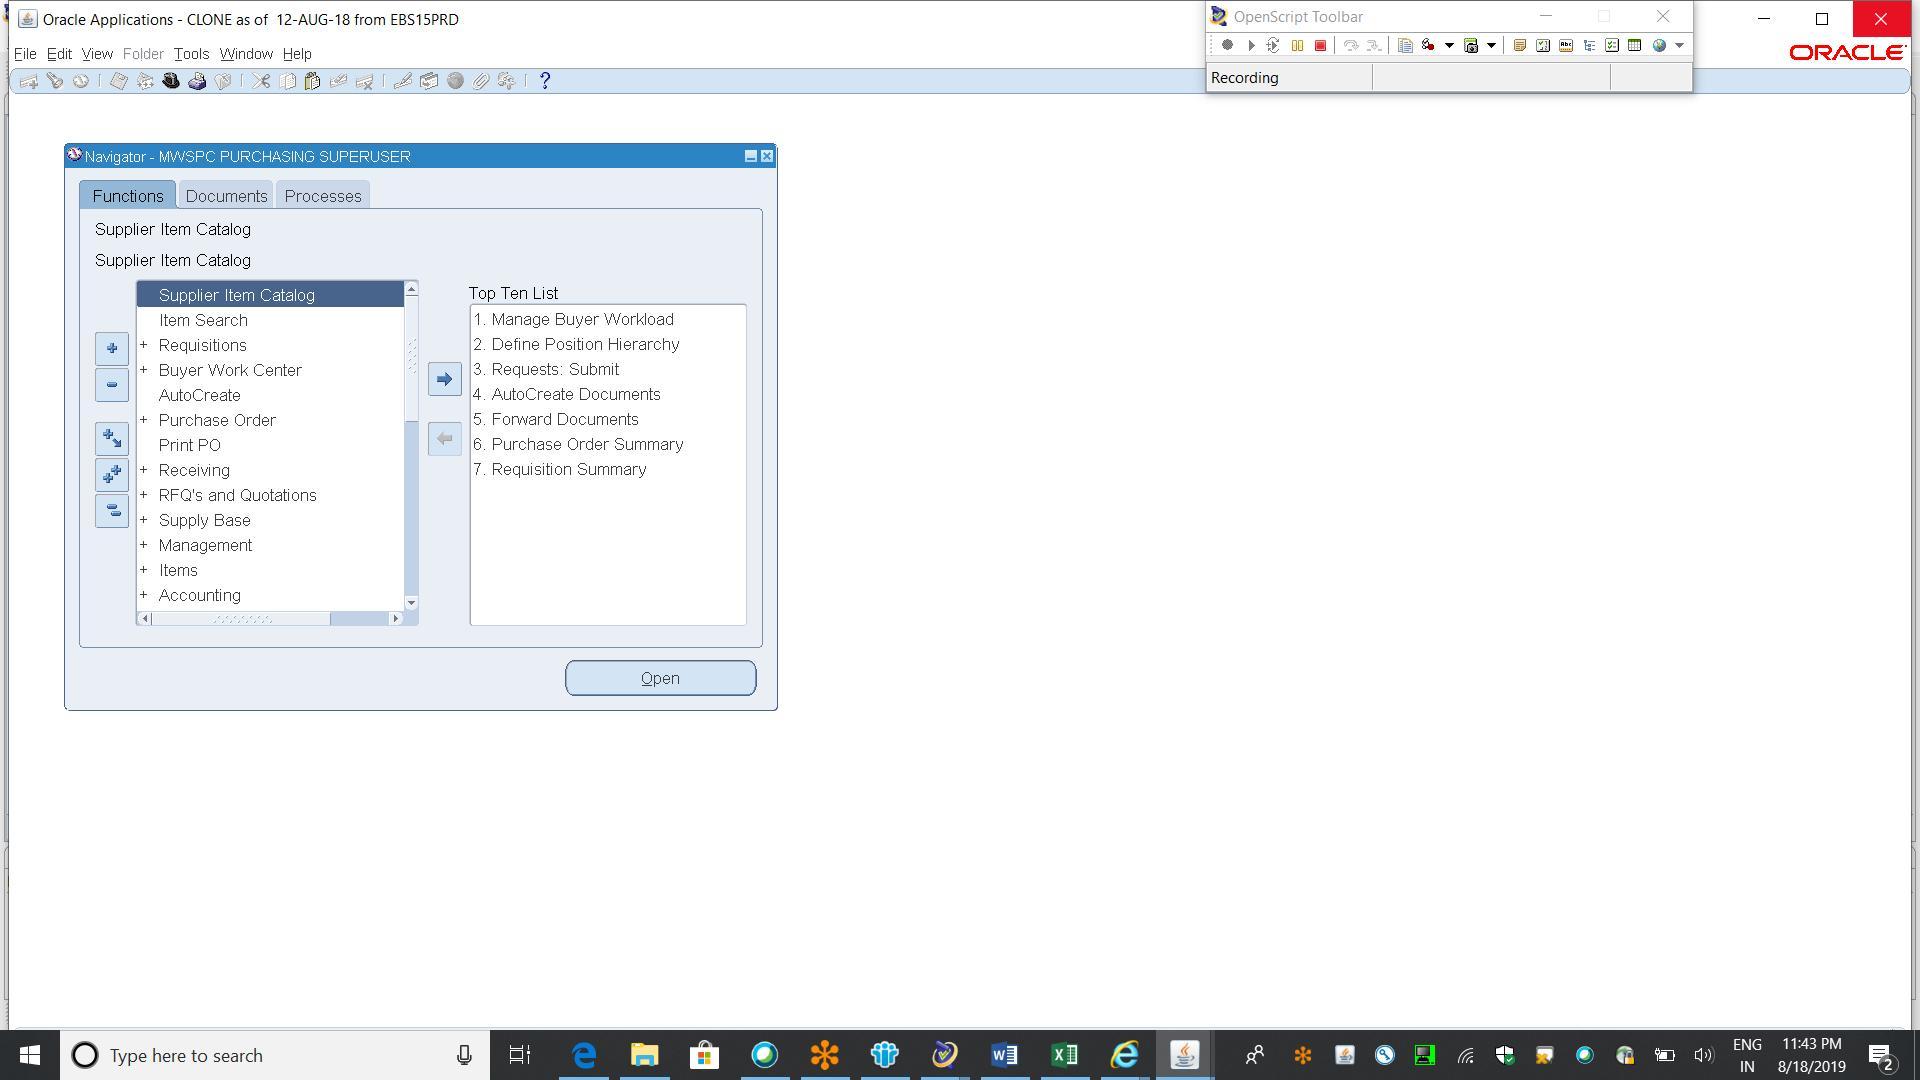 Oracle Applications - CLONE as of 12-AUG-18 from EBS15PRD
OpenScript Toolbar
File Edit View Folder Tools Window Help
ORACLE
Recording
Navigator - MWSPC PURCHASING SUPERUSER
Functions Documents Processes
Supplier Item Catalog
Supplier Item Catalog
Supplier Item Catalog
Item Search
+ Requisitions
+ Buyer Work Center
AutoCreate
+ Purchase Order
Print PO
+ Receiving
+ RFQ's and Quotations
+ Supply Base
+ Management
+ Items
+ Accounting
Top Ten List
1. Manage Buyer Workload
2. Define Position Hierarchy
3. Requests: Submit
4. AutoCreate Documents
5. Forward Documents
6. Purchase Order Summary
7. Requisition Summary
Open
Type here to search
ENG
IN
11:43 PM
8/18/2019
2